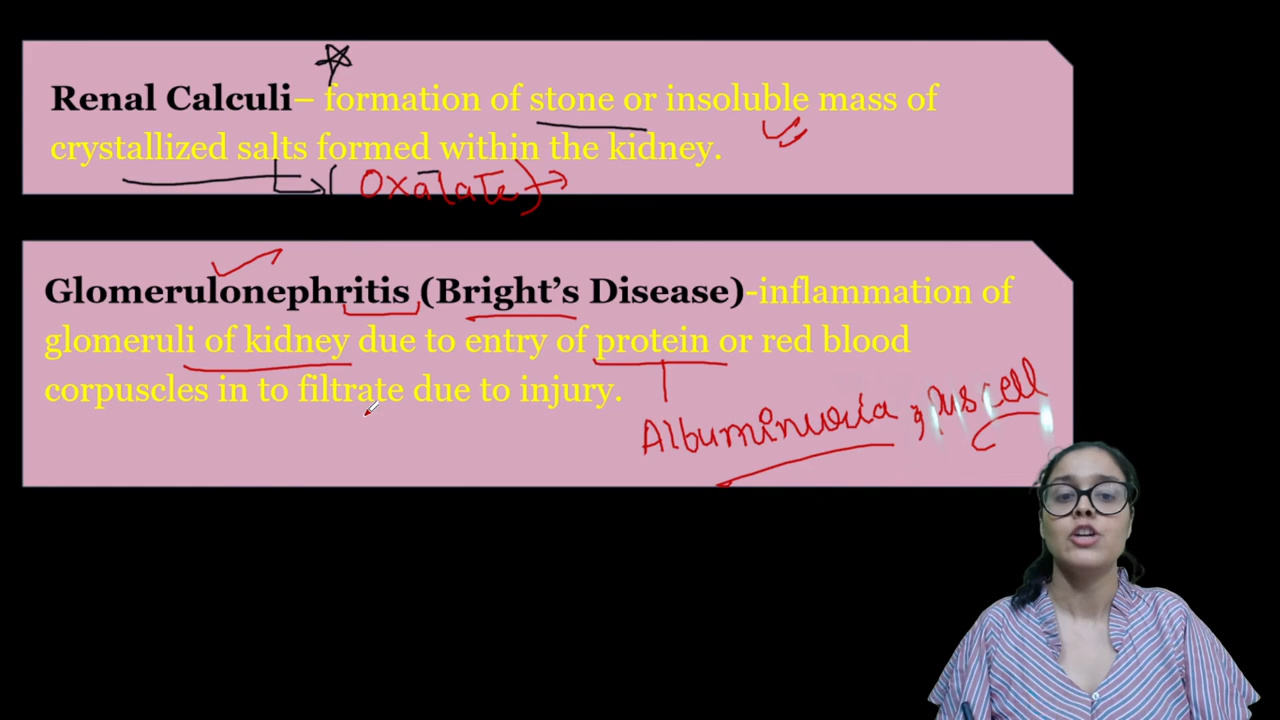 Renal Calculi– formation of stone or insoluble mass of
crystallized salts formed within the kidney.
(Oxalate)
Glomerulonephritis (Bright’s Disease)-inflammation of
glomeruli of kidney due to entry of protein or red blood
corpuscles in to filtrate due to injury.
Albuminuria, Pus cell